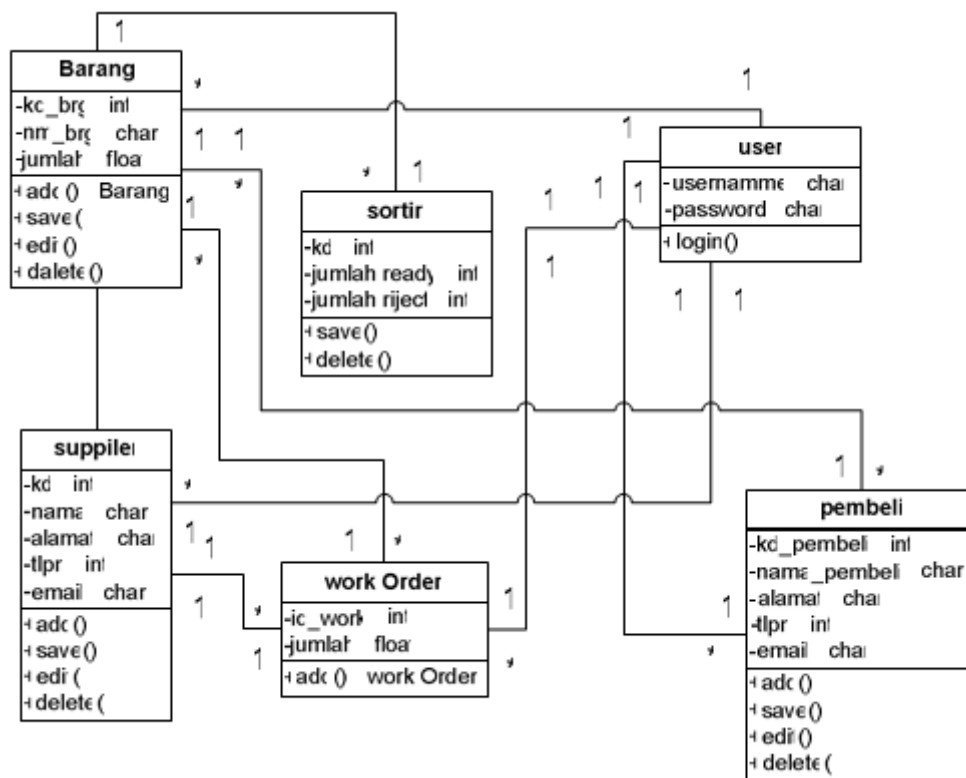 Barang
-kc_brg int
-nm_brg char
-jumlah float
+ add () Barang
+ save (
+ edit ()
+ dalete ()
sortir
-kd int
-jumlah ready int
-jumlah riject int
+ save ()
+ delete ()
user
-usernamme char
-password char
+ login()
suppiler
-kd int
-nama char
-alamat char
-tlpn int
-email char
+ add ()
+ save ()
+ edit (
+ delete (
work Order
-ic_work int
-jumlah float
+ add () work Order
pembeli
-kd_pembeli int
-nama_pembeli char
-alamat char
-tlpn int
-email char
+ add ()
+ save ()
+ edit ()
+ delete (
1
1
*
1
1
*
*
1
1
1
*
1
1
1
1
1
1
*
1
1
*
1
1
*
1
*
1
*
1
1
*
1
*